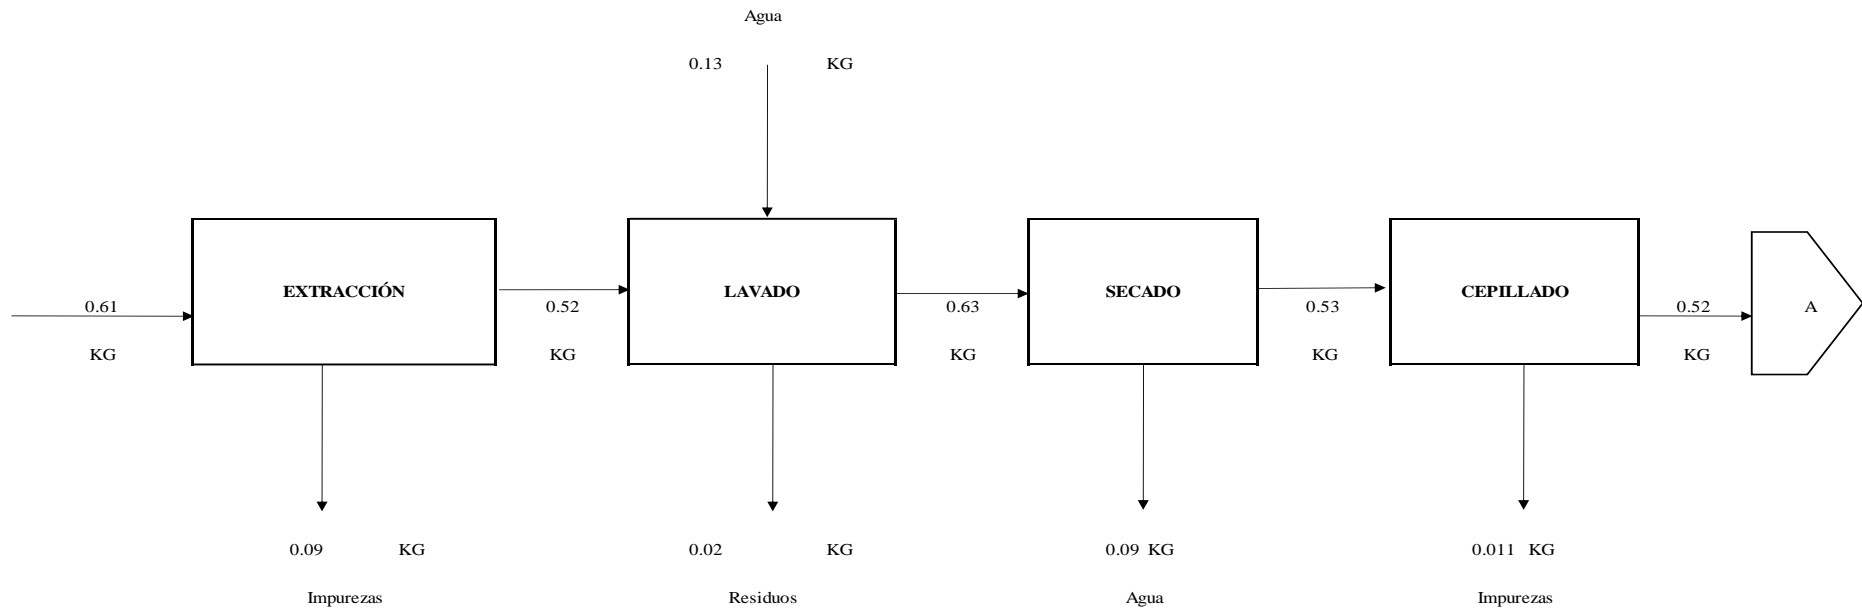 Agua
0.13 KG
EXTRACCIÓN LAVADO SECADO CEPILLADO
0.61 0.52 0.63 0.53 0.52 A
KG KG KG KG KG
0.09 KG 0.02 KG 0.09 KG 0.011 KG
Impurezas Residuos Agua Impurezas